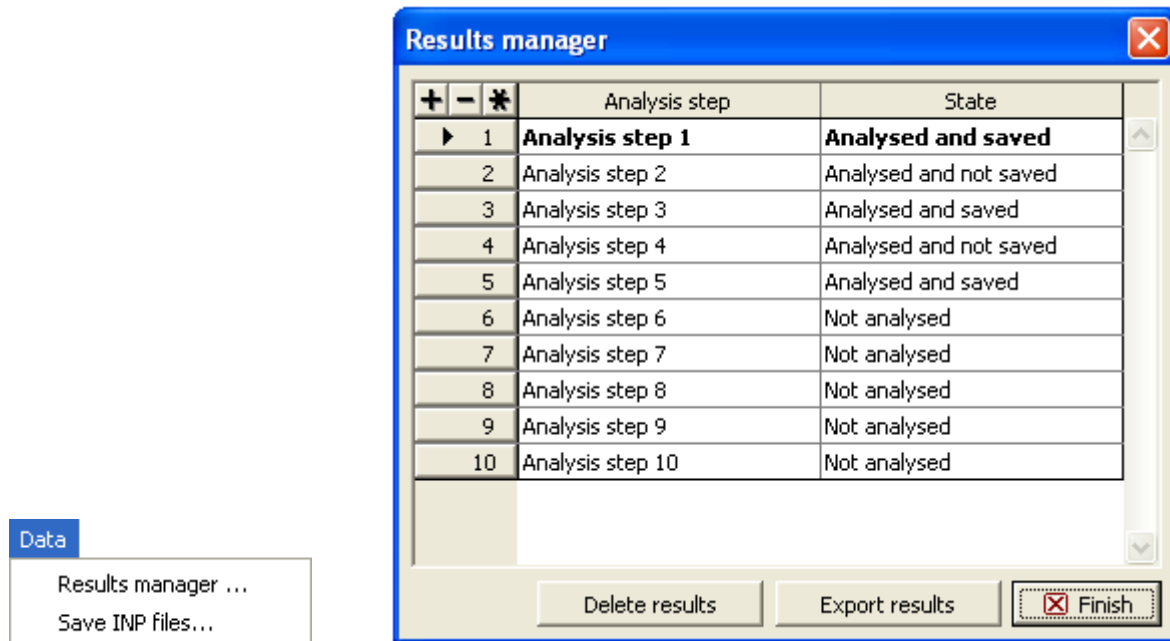 Results manager
+ - * Analysis step State
1 Analysis step 1 Analysed and saved
2 Analysis step 2 Analysed and not saved
3 Analysis step 3 Analysed and saved
4 Analysis step 4 Analysed and not saved
5 Analysis step 5 Analysed and saved
6 Analysis step 6 Not analysed
7 Analysis step 7 Not analysed
8 Analysis step 8 Not analysed
9 Analysis step 9 Not analysed
10 Analysis step 10 Not analysed
Delete results Export results Finish
Data
Results manager ...
Save INP files...